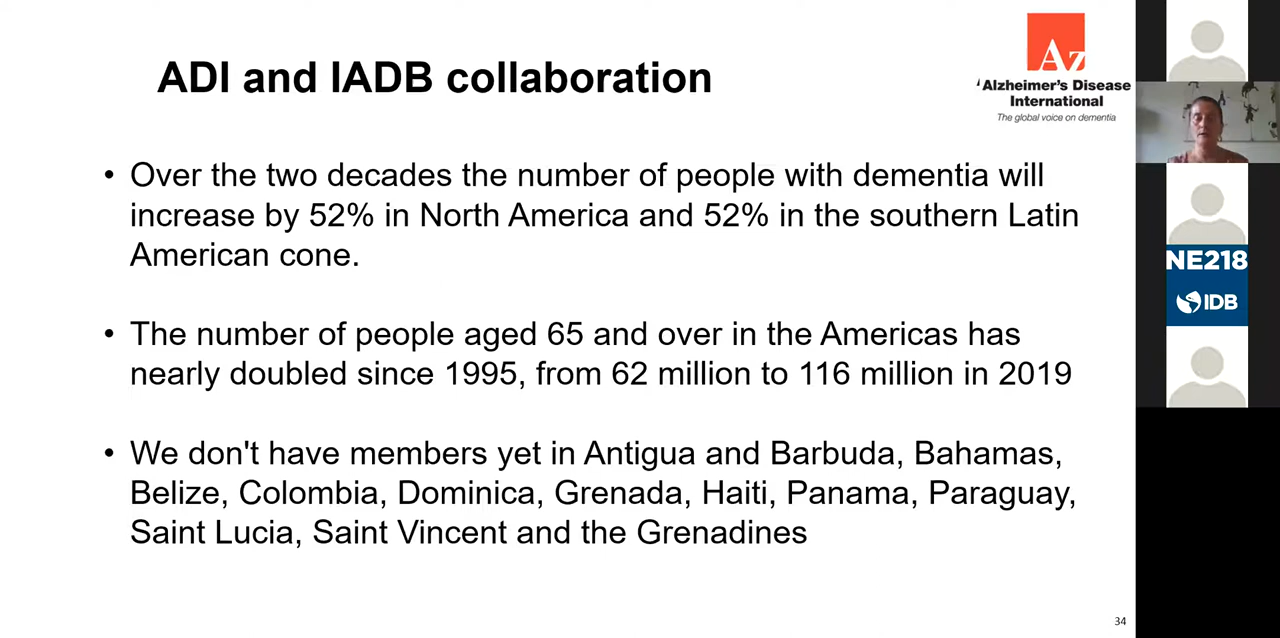 ADI and IADB collaboration
Az
Alzheimer's Disease
International
The global voice on dementia
• Over the two decades the number of people with dementia will
increase by 52% in North America and 52% in the southern Latin
American cone.
• The number of people aged 65 and over in the Americas has
nearly doubled since 1995, from 62 million to 116 million in 2019
• We don't have members yet in Antigua and Barbuda, Bahamas,
Belize, Colombia, Dominica, Grenada, Haiti, Panama, Paraguay,
Saint Lucia, Saint Vincent and the Grenadines
34
NE218
IDB